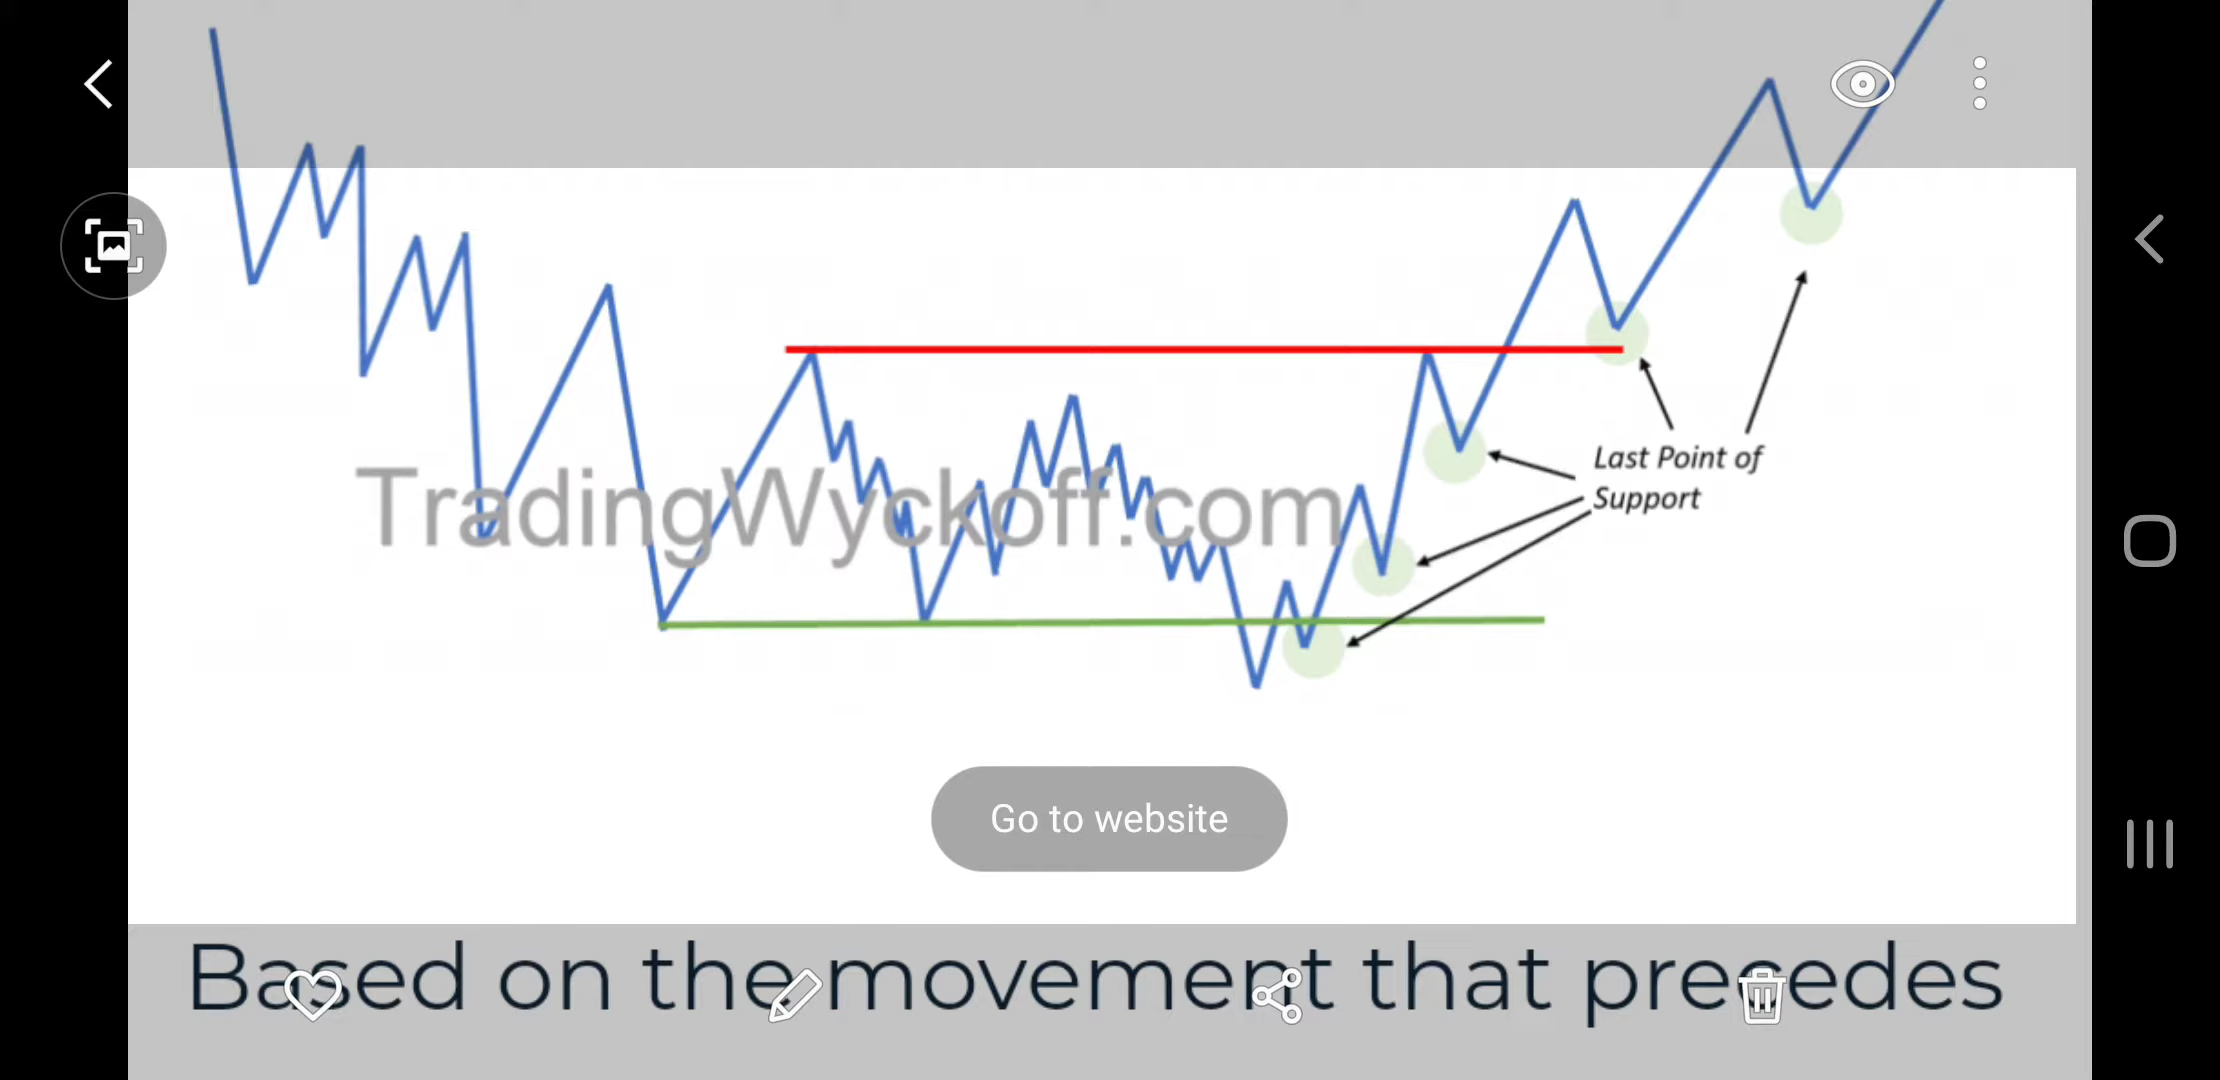 TradingWyckoff.com
Last Point of
Support
Go to website
Based on the movement that precedes